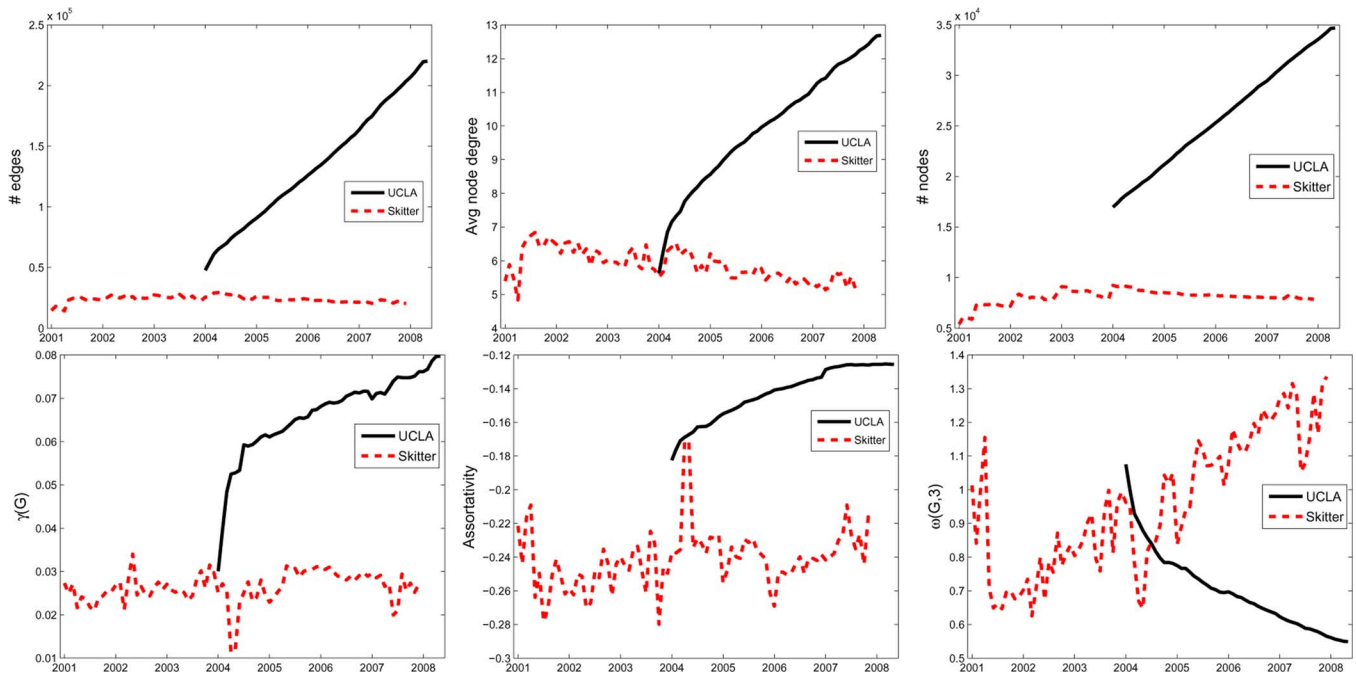 x 10⁵
2.5
2
1.5
1
0.5
0
# edges
UCLA
Skitter
2001 2002 2003 2004 2005 2006 2007 2008
13
12
11
10
9
8
7
6
5
4
Avg node degree
UCLA
Skitter
2001 2002 2003 2004 2005 2006 2007 2008
x 10⁴
3.5
3
2.5
2
1.5
1
0.5
# nodes
UCLA
Skitter
2001 2002 2003 2004 2005 2006 2007 2008
0.08
0.07
0.06
0.05
0.04
0.03
0.02
0.01
γ(G)
UCLA
Skitter
2001 2002 2003 2004 2005 2006 2007 2008
−0.12
−0.14
−0.16
−0.18
−0.2
−0.22
−0.24
−0.26
−0.28
−0.3
Assortativity
UCLA
Skitter
2001 2002 2003 2004 2005 2006 2007 2008
1.4
1.3
1.2
1.1
1
0.9
0.8
0.7
0.6
0.5
ω(G,3)
UCLA
Skitter
2001 2002 2003 2004 2005 2006 2007 2008